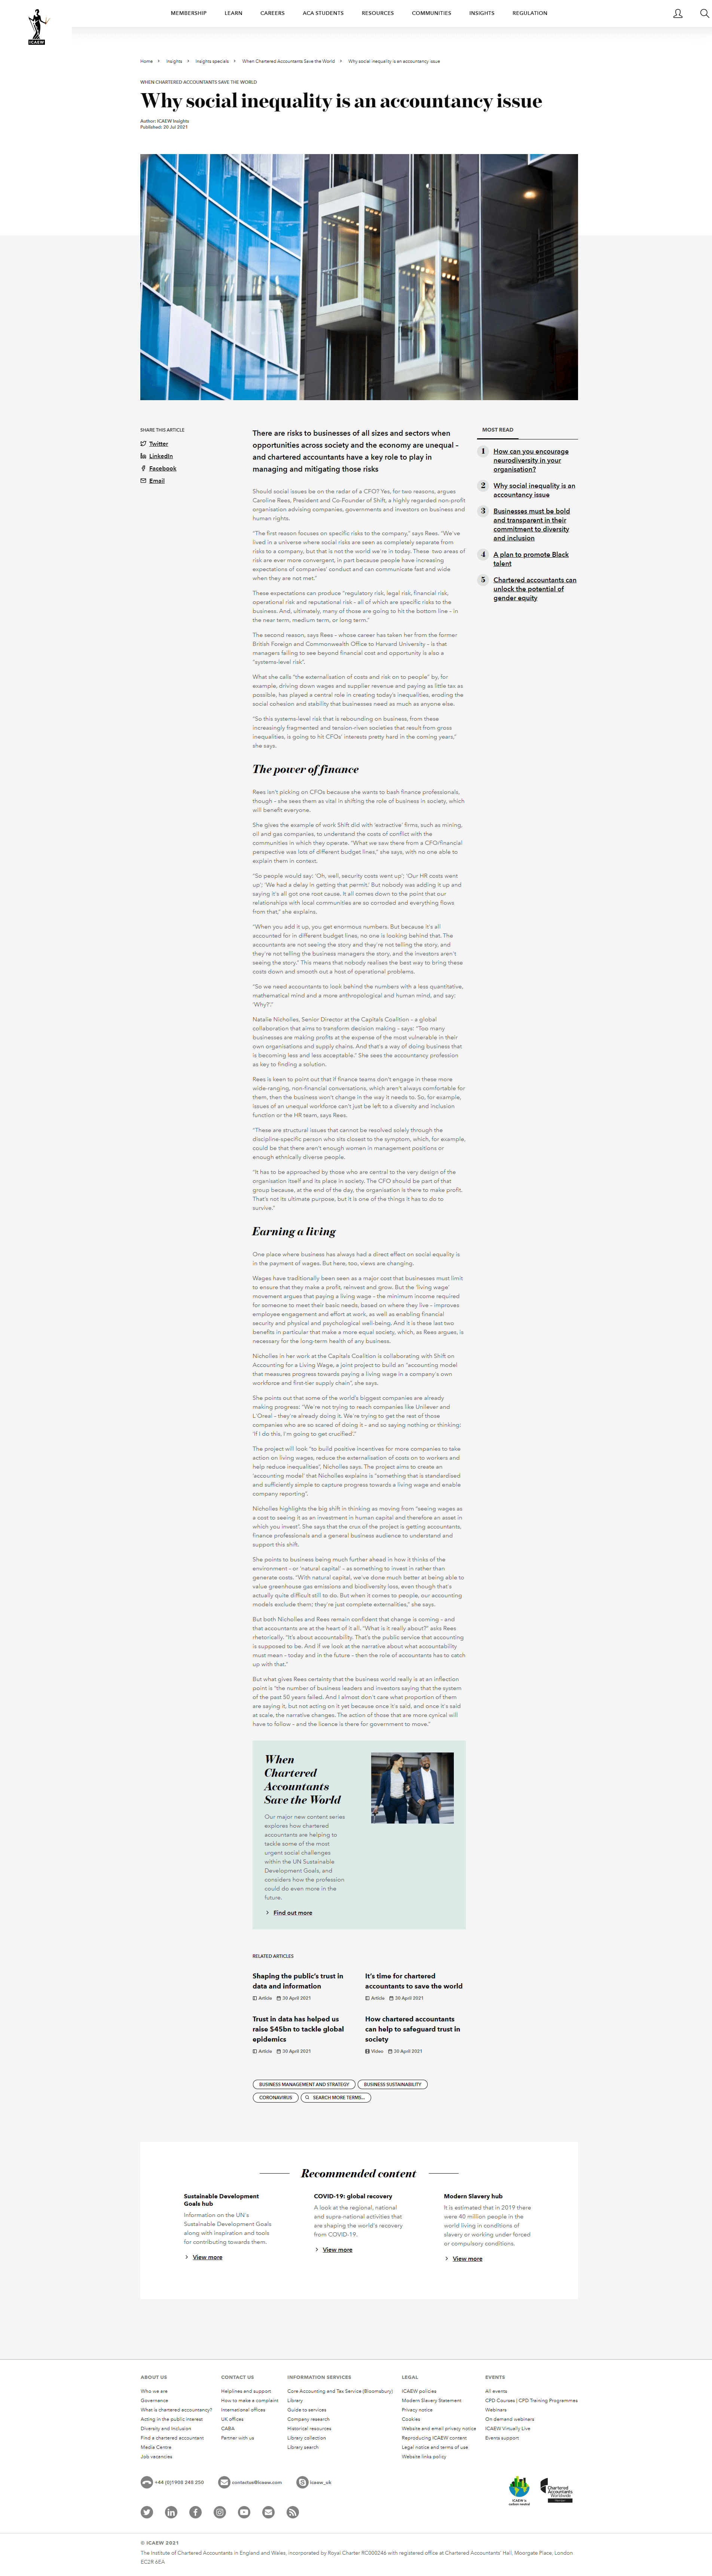 MEMBERSHIP LEARN CAREERS ACA STUDENTS RESOURCES COMMUNITIES INSIGHTS REGULATION
ICAEW
Home > Insights > Insights specials > When Chartered Accountants Save the World > Why social inequality is an accountancy issue
WHEN CHARTERED ACCOUNTANTS SAVE THE WORLD
Why social inequality is an accountancy issue
Author: ICAEW Insights
Published: 20 Jul 2021
SHARE THIS ARTICLE
Twitter
LinkedIn
Facebook
Email
There are risks to businesses of all sizes and sectors when
opportunities across society and the economy are unequal –
and chartered accountants have a key role to play in
managing and mitigating those risks
Should social issues be on the radar of a CFO? Yes, for two reasons, argues
Caroline Rees, President and Co-Founder of Shift, a highly regarded non-profit
organisation advising companies, governments and investors on business and
human rights.
"The first reason focuses on specific risks to the company," says Rees. "We've
lived in a universe where social risks are seen as completely separate from
risks to a company, but that is not the world we're in today. These two areas of
risk are ever more convergent, in part because people have increasing
expectations of companies' conduct and can communicate fast and wide
when they are not met."
These expectations can produce "regulatory risk, legal risk, financial risk,
operational risk and reputational risk – all of which are specific risks to the
business. And, ultimately, many of those are going to hit the bottom line – in
the near term, medium term, or long term."
The second reason, says Rees – whose career has taken her from the former
British Foreign and Commonwealth Office to Harvard University – is that
managers failing to see beyond financial cost and opportunity is also a
"systems-level risk".
What she calls "the externalisation of costs and risk on to people" by, for
example, driving down wages and supplier revenue and paying as little tax as
possible, has played a central role in creating today's inequalities, eroding the
social cohesion and stability that businesses need as much as anyone else.
"So this systems-level risk that is rebounding on business, from these
increasingly fragmented and tension-riven societies that result from gross
inequalities, is going to hit CFOs' interests pretty hard in the coming years,"
she says.
The power of finance
Rees isn't picking on CFOs because she wants to bash finance professionals,
though – she sees them as vital in shifting the role of business in society, which
will benefit everyone.
She gives the example of work Shift did with 'extractive' firms, such as mining,
oil and gas companies, to understand the costs of conflict with the
communities in which they operate. "What we saw there from a CFO/financial
perspective was lots of different budget lines," she says, with no one able to
explain them in context.
"So people would say: 'Oh, well, security costs went up'; 'Our HR costs went
up'; 'We had a delay in getting that permit.' But nobody was adding it up and
saying it's all got one root cause. It all comes down to the point that our
relationships with local communities are so corroded and everything flows
from that," she explains.
"When you add it up, you get enormous numbers. But because it's all
accounted for in different budget lines, no one is looking behind that. The
accountants are not seeing the story and they're not telling the story, and
they're not telling the business managers the story, and the investors aren't
seeing the story." This means that nobody realises the best way to bring these
costs down and smooth out a host of operational problems.
"So we need accountants to look behind the numbers with a less quantitative,
mathematical mind and a more anthropological and human mind, and say:
'Why?'."
Natalie Nicholles, Senior Director at the Capitals Coalition – a global
collaboration that aims to transform decision making – says: "Too many
businesses are making profits at the expense of the most vulnerable in their
own organisations and supply chains. And that's a way of doing business that
is becoming less and less acceptable." She sees the accountancy profession
as key to finding a solution.
Rees is keen to point out that if finance teams don't engage in these more
wide-ranging, non-financial conversations, which aren't always comfortable for
them, then the business won't change in the way it needs to. So, for example,
issues of an unequal workforce can't just be left to a diversity and inclusion
function or the HR team, says Rees.
"These are structural issues that cannot be resolved solely through the
discipline-specific person who sits closest to the symptom, which, for example,
could be that there aren't enough women in management positions or
enough ethnically diverse people.
"It has to be approached by those who are central to the very design of the
organisation itself and its place in society. The CFO should be part of that
group because, at the end of the day, the organisation is there to make profit.
That's not its ultimate purpose, but it is one of the things it has to do to
survive."
Earning a living
One place where business has always had a direct effect on social equality is
in the payment of wages. But here, too, views are changing.
Wages have traditionally been seen as a major cost that businesses must limit
to ensure that they make a profit, reinvest and grow. But the 'living wage'
movement argues that paying a living wage – the minimum income required
for someone to meet their basic needs, based on where they live – improves
employee engagement and effort at work, as well as enabling financial
security and physical and psychological well-being. And it is these last two
benefits in particular that make a more equal society, which, as Rees argues, is
necessary for the long-term health of any business.
Nicholles in her work at the Capitals Coalition is collaborating with Shift on
Accounting for a Living Wage, a joint project to build an "accounting model
that measures progress towards paying a living wage in a company's own
workforce and first-tier supply chain", she says.
She points out that some of the world's biggest companies are already
making progress: "We're not trying to reach companies like Unilever and
L'Oreal – they're already doing it. We're trying to get the rest of those
companies who are so scared of doing it – and so saying nothing or thinking:
'If I do this, I'm going to get crucified'."
The project will look "to build positive incentives for more companies to take
action on living wages, reduce the externalisation of costs on to workers and
help reduce inequalities", Nicholles says. The project aims to create an
'accounting model' that Nicholles explains is "something that is standardised
and sufficiently simple to capture progress towards a living wage and enable
company reporting".
Nicholles highlights the big shift in thinking as moving from "seeing wages as
a cost to seeing it as an investment in human capital and therefore an asset in
which you invest". She says that the crux of the project is getting accountants,
finance professionals and a general business audience to understand and
support this shift.
She points to business being much further ahead in how it thinks of the
environment – or 'natural capital' – as something to invest in rather than
generate costs. "With natural capital, we've done much better at being able to
value greenhouse gas emissions and biodiversity loss, even though that's
actually quite difficult still to do. But when it comes to people, our accounting
models exclude them; they're just complete externalities," she says.
But both Nicholles and Rees remain confident that change is coming – and
that accountants are at the heart of it all. "What is it really about?" asks Rees
rhetorically. "It's about accountability. That's the public service that accounting
is supposed to be. And if we look at the narrative about what accountability
must mean – today and in the future – then the role of accountants has to catch
up with that."
But what gives Rees certainty that the business world really is at an inflection
point is "the number of business leaders and investors saying that the system
of the past 50 years failed. And I almost don't care what proportion of them
are saying it, but not acting on it yet because once it's said, and once it's said
at scale, the narrative changes. The action of those that are more cynical will
have to follow – and the licence is there for government to move."
When
Chartered
Accountants
Save the World
Our major new content series
explores how chartered
accountants are helping to
tackle some of the most
urgent social challenges
within the UN Sustainable
Development Goals, and
considers how the profession
could do even more in the
future.
Find out more
RELATED ARTICLES
Shaping the public's trust in
data and information
Article 30 April 2021
It's time for chartered
accountants to save the world
Article 30 April 2021
Trust in data has helped us
raise $45bn to tackle global
epidemics
Article 30 April 2021
How chartered accountants
can help to safeguard trust in
society
Video 30 April 2021
BUSINESS MANAGEMENT AND STRATEGY BUSINESS SUSTAINABILITY
CORONAVIRUS SEARCH MORE TERMS...
MOST READ
1 How can you encourage
neurodiversity in your
organisation?
2 Why social inequality is an
accountancy issue
3 Businesses must be bold
and transparent in their
commitment to diversity
and inclusion
4 A plan to promote Black
talent
5 Chartered accountants can
unlock the potential of
gender equity
Recommended content
Sustainable Development
Goals hub
Information on the UN's
Sustainable Development Goals
along with inspiration and tools
for contributing towards them.
View more
COVID-19: global recovery
A look at the regional, national
and supra-national activities that
are shaping the world's recovery
from COVID-19.
View more
Modern Slavery hub
It is estimated that in 2019 there
were 40 million people in the
world living in conditions of
slavery or working under forced
or compulsory conditions.
View more
ABOUT US
Who we are
Governance
What is chartered accountancy?
Acting in the public interest
Diversity and Inclusion
Find a chartered accountant
Media Centre
Job vacancies
CONTACT US
Helplines and support
How to make a complaint
International offices
UK offices
CABA
Partner with us
INFORMATION SERVICES
Core Accounting and Tax Service (Bloomsbury)
Library
Guide to services
Company research
Historical resources
Library collection
Library search
LEGAL
ICAEW policies
Modern Slavery Statement
Privacy notice
Cookies
Website and email privacy notice
Reproducing ICAEW content
Legal notice and terms of use
Website links policy
EVENTS
All events
CPD Courses | CPD Training Programmes
Webinars
On demand webinars
ICAEW Virtually Live
Events support
+44 (0)1908 248 250 contactus@icaew.com icaew_uk
ICAEW is
carbon neutral
Chartered
Accountants
Worldwide
© ICAEW 2021
The Institute of Chartered Accountants in England and Wales, incorporated by Royal Charter RC000246 with registered office at Chartered Accountants' Hall, Moorgate Place, London
EC2R 6EA